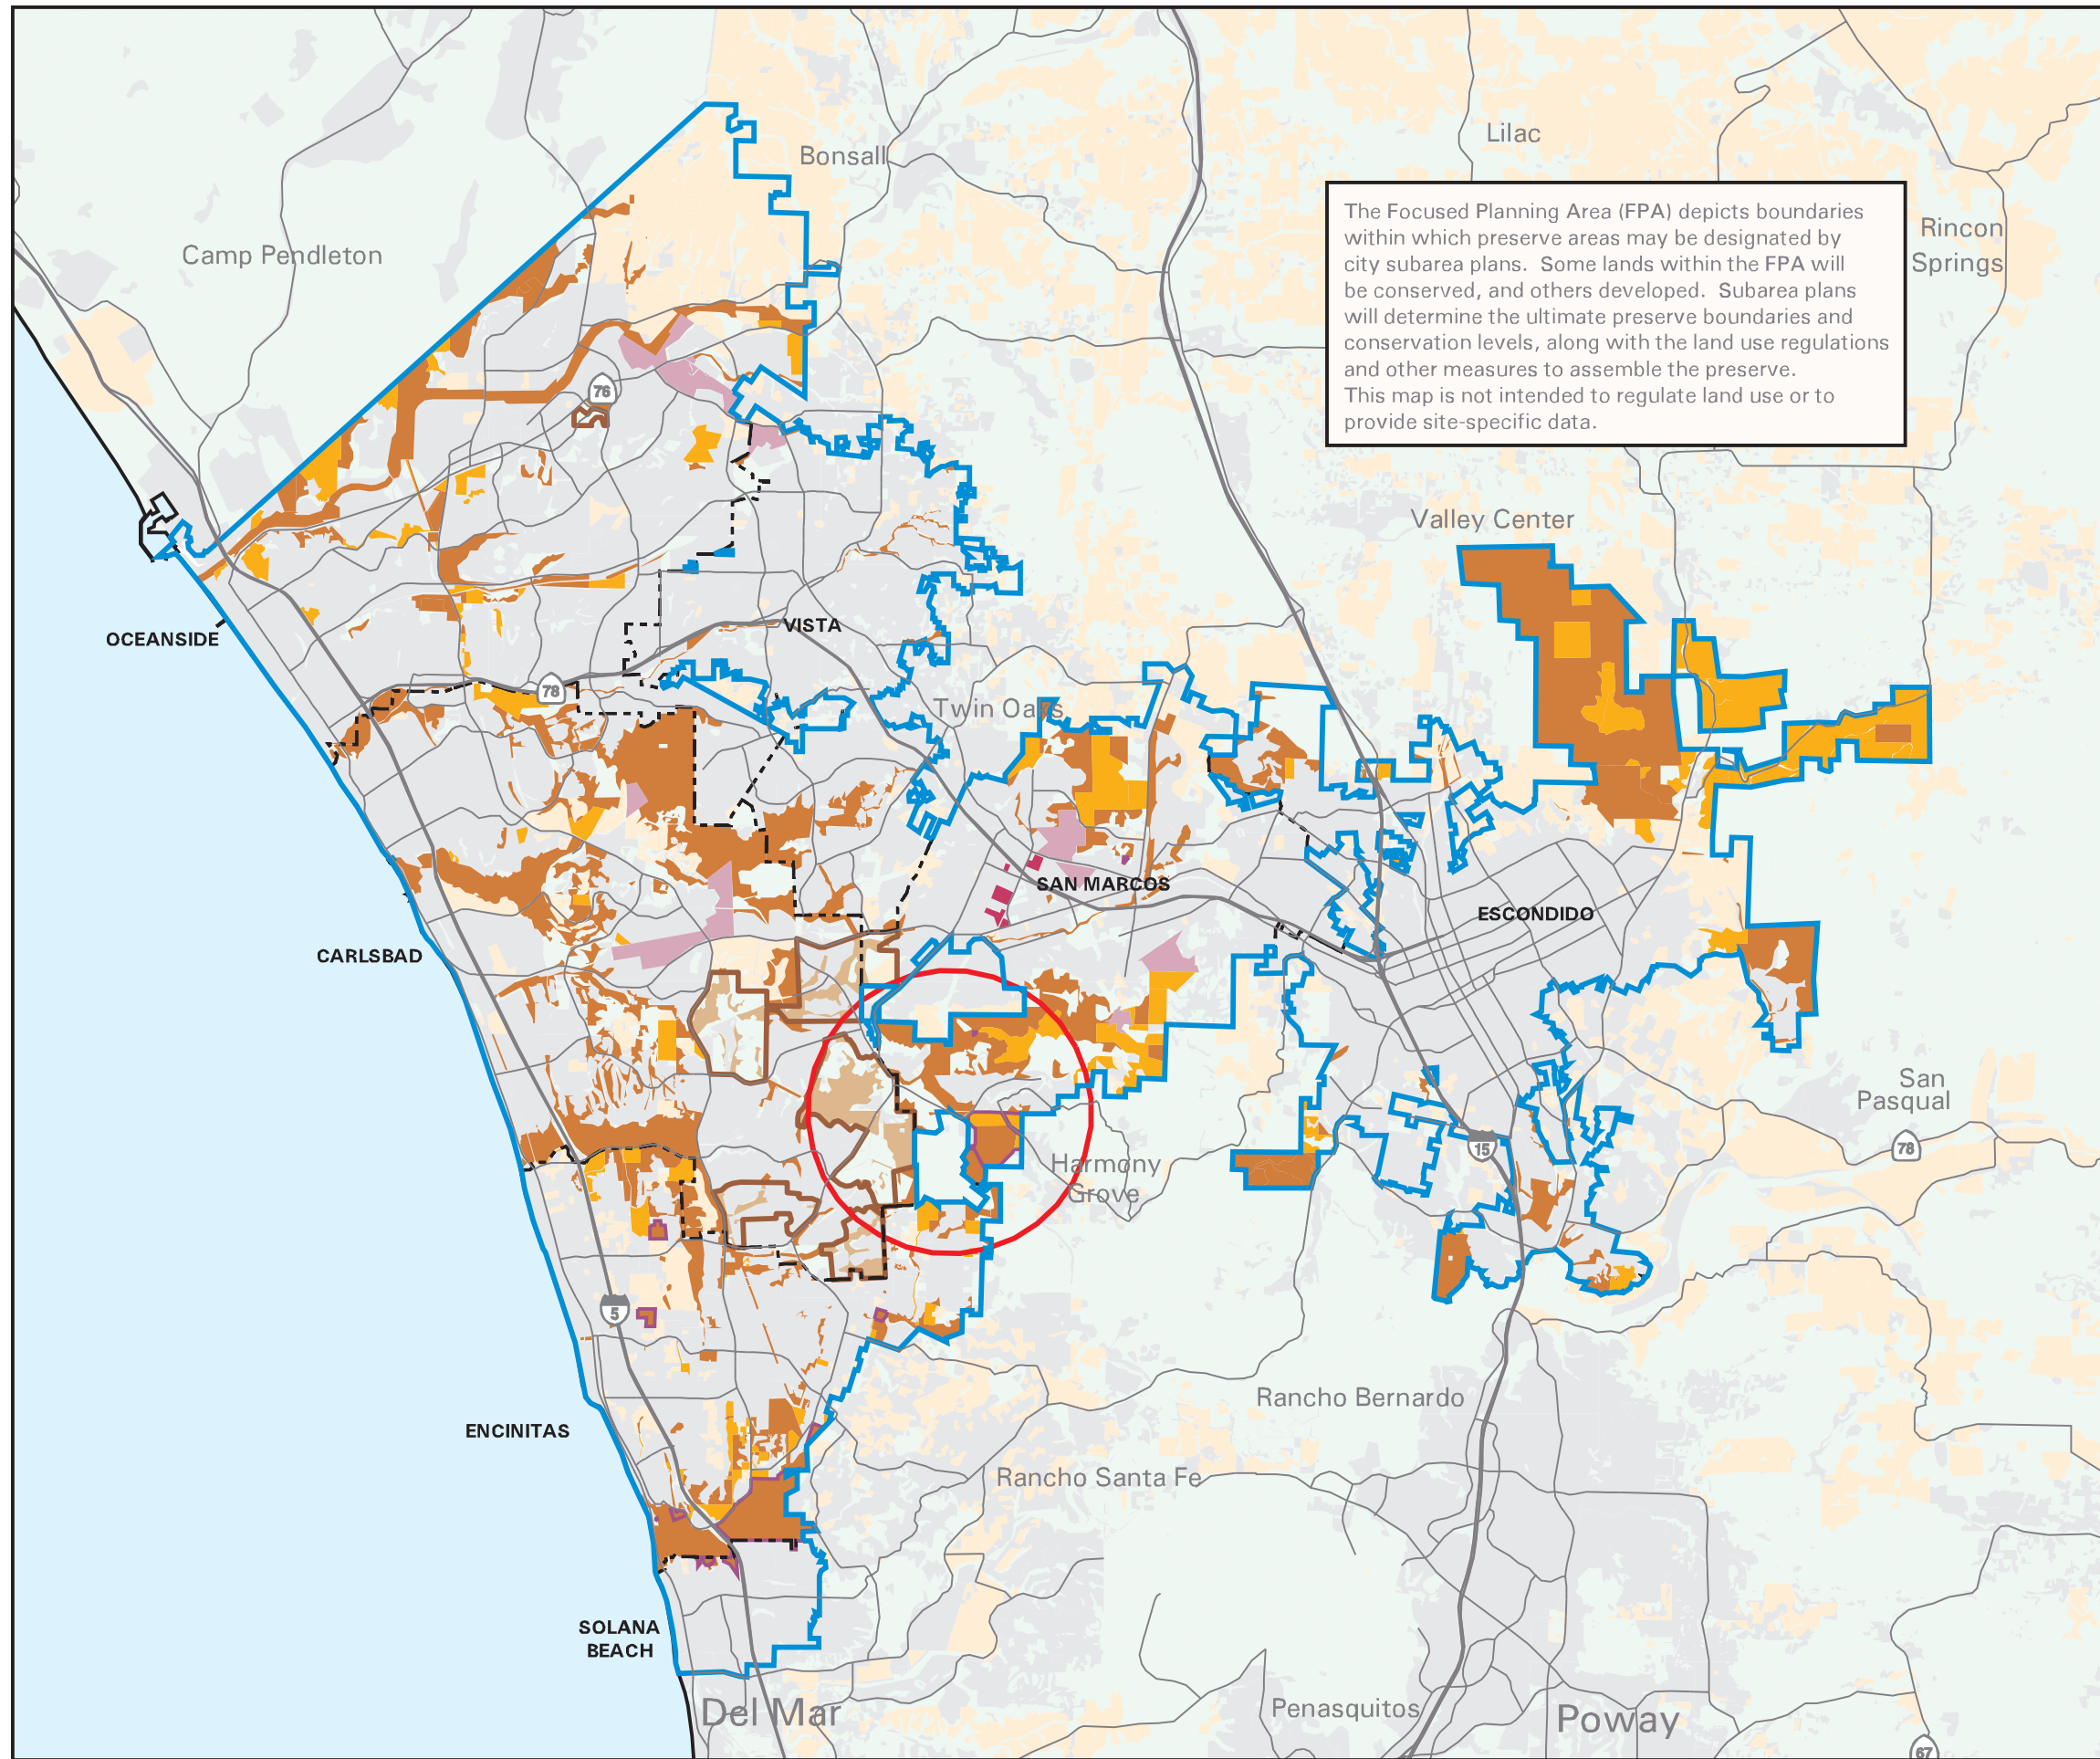 Lilac
Bonsall
The Focused Planning Area (FPA) depicts boundaries
within which preserve areas may be designated by
city subarea plans. Some lands within the FPA will
be conserved, and others developed. Subarea plans
will determine the ultimate preserve boundaries and
conservation levels, along with the land use regulations
and other measures to assemble the preserve.
This map is not intended to regulate land use or to
provide site-specific data.
Rincon
Springs
Camp Pendleton
76
Valley Center
OCEANSIDE
VISTA
78
Twin Oaks
SAN MARCOS
ESCONDIDO
CARLSBAD
San
Pasqual
78
15
Harmony
Grove
5
Rancho Bernardo
ENCINITAS
Rancho Santa Fe
SOLANA
BEACH
Del Mar
Penasquitos
Poway
67